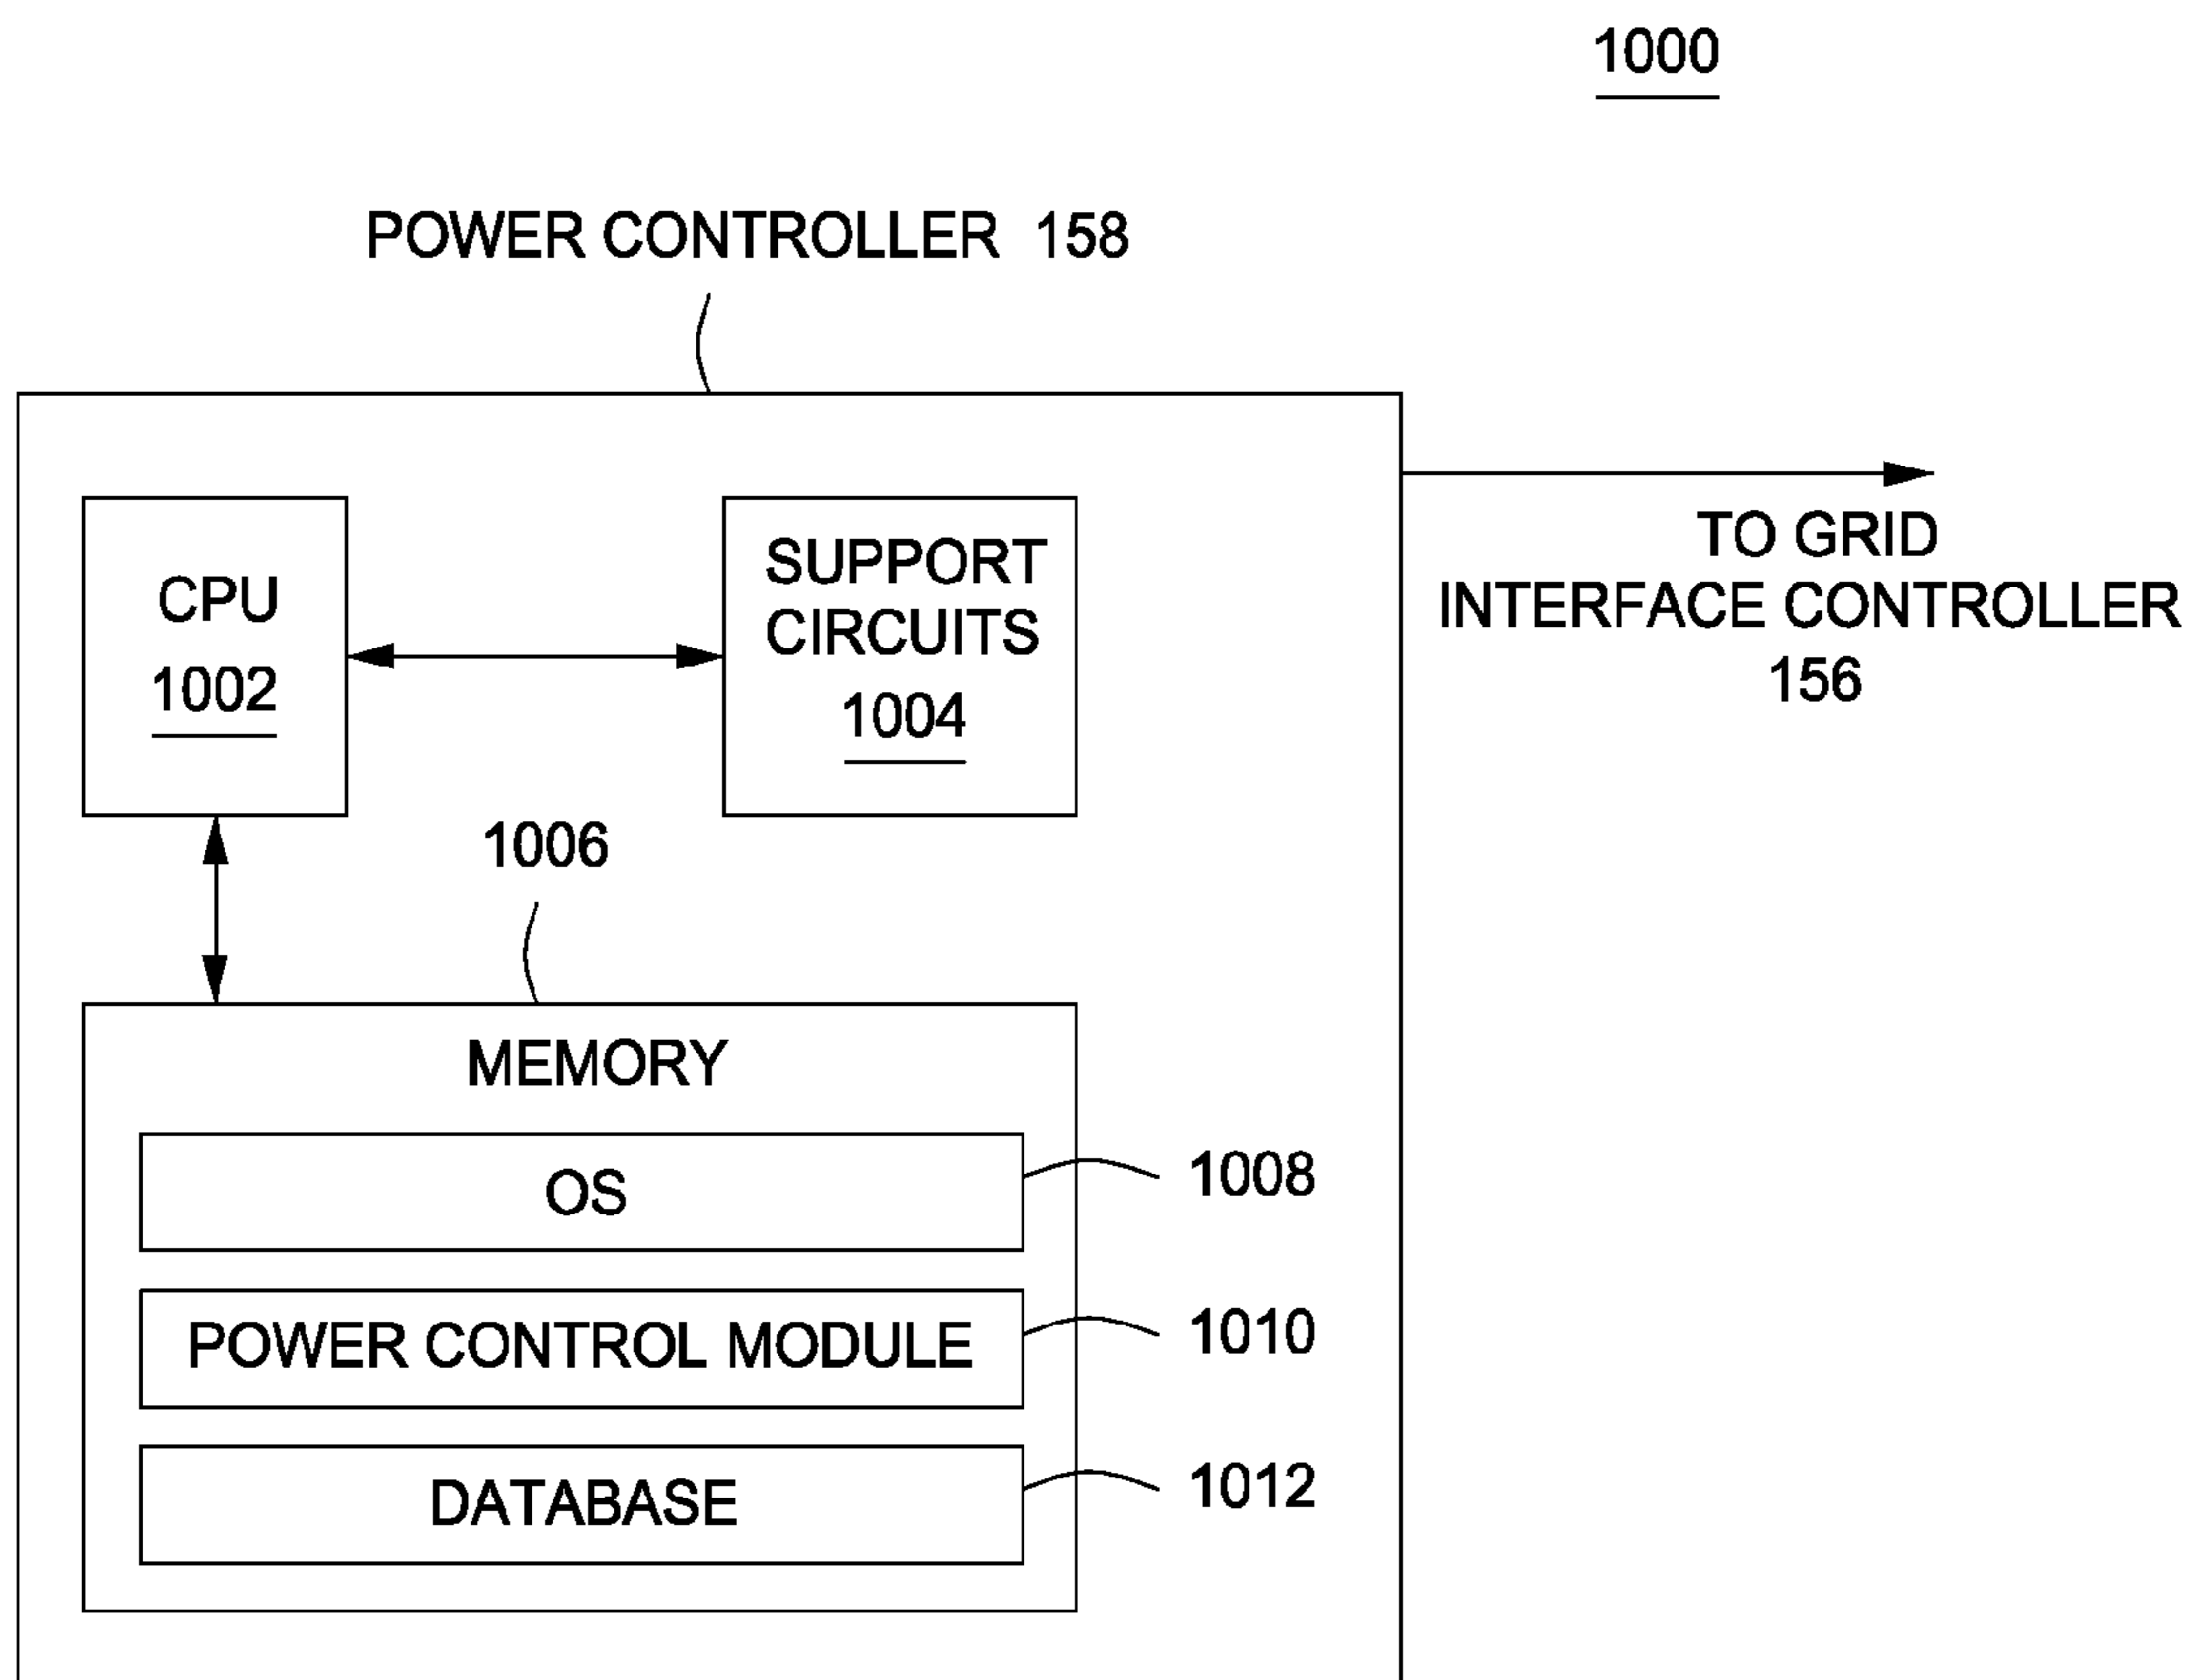 1000
POWER CONTROLLER 158
CPU
1002
SUPPORT
CIRCUITS
1004
TO GRID
INTERFACE CONTROLLER
156
1006
MEMORY
OS
1008
POWER CONTROL MODULE
1010
DATABASE
1012